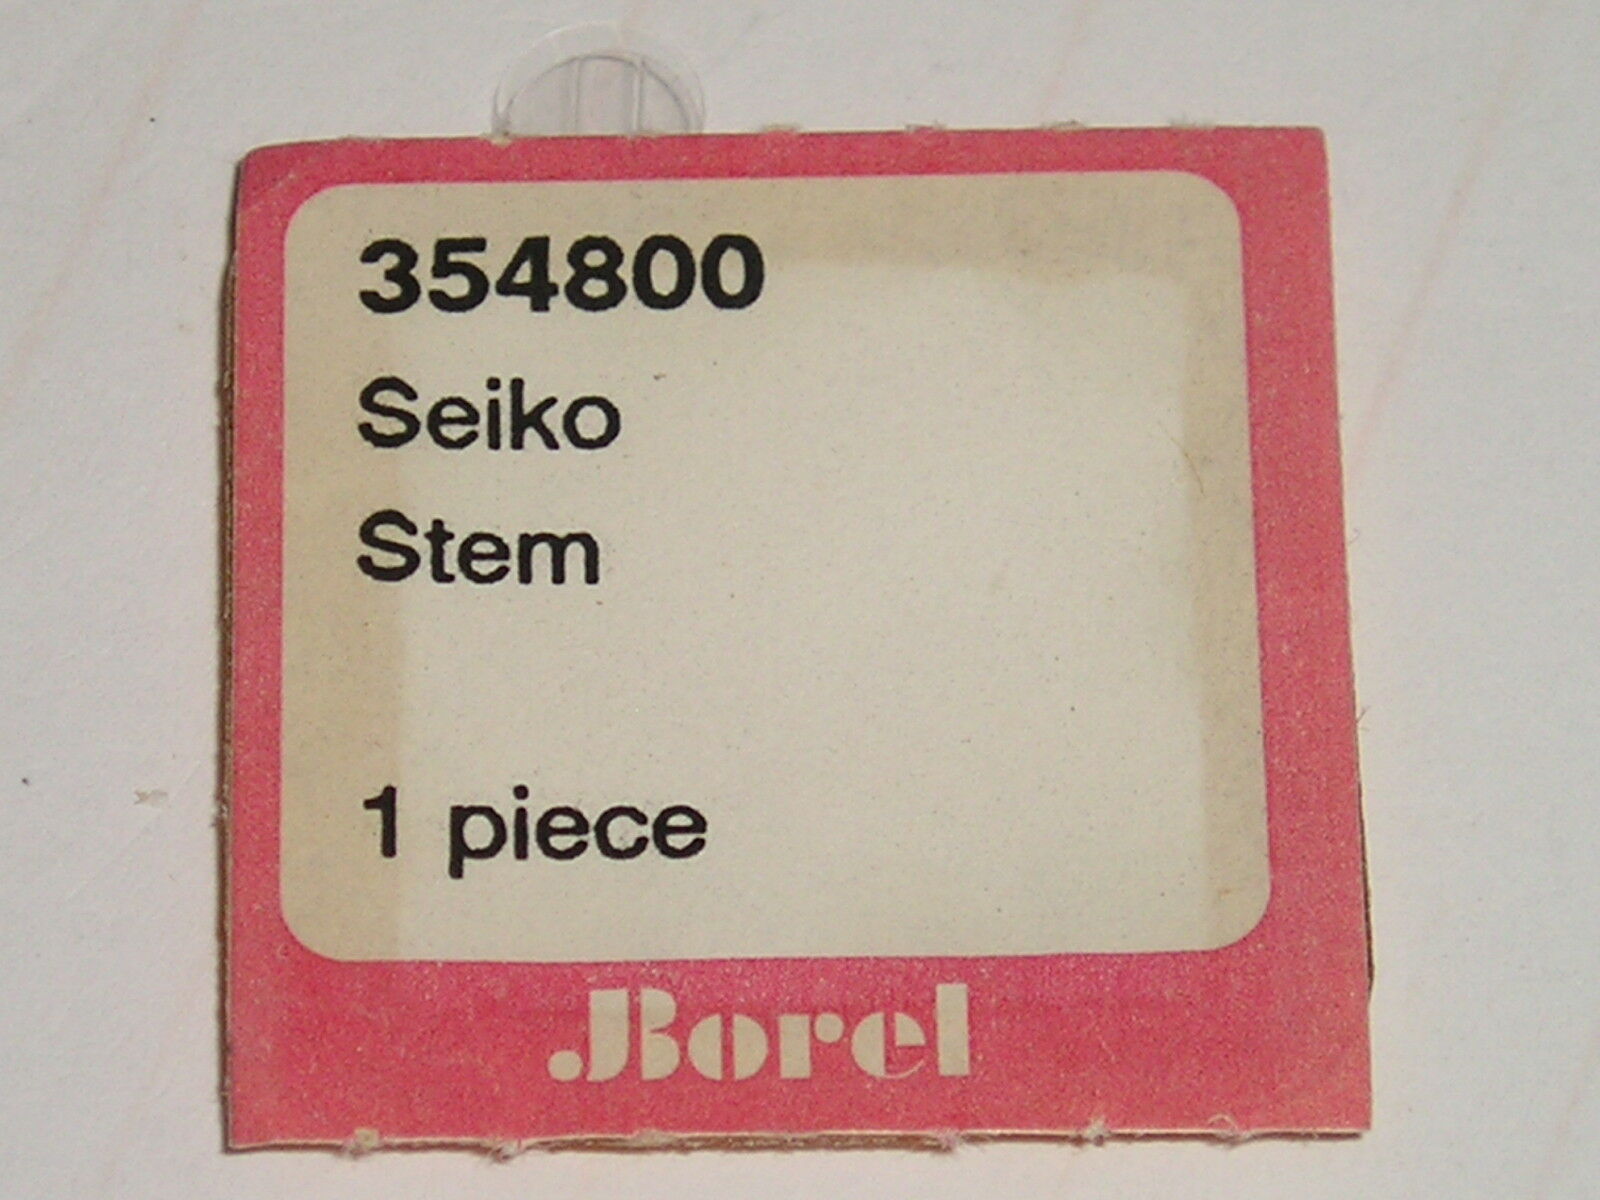 354800
Seiko
Stem
1 piece
Borel